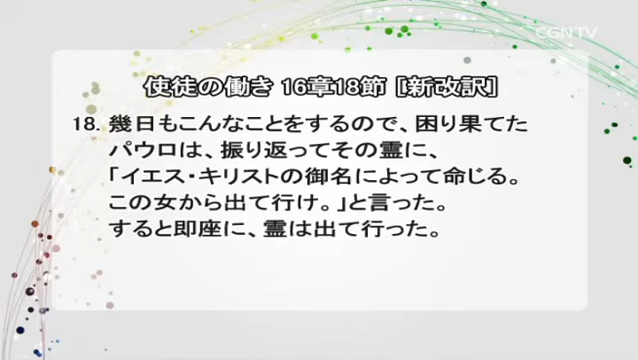 CGNTV
使徒の働き 16章18節 [新改訳]
18. 幾日もこんなことをするので、困り果てた
パウロは、振り返ってその霊に、
「イエス・キリストの御名によって命じる。
この女から出て行け。」と言った。
すると即座に、霊は出て行った。